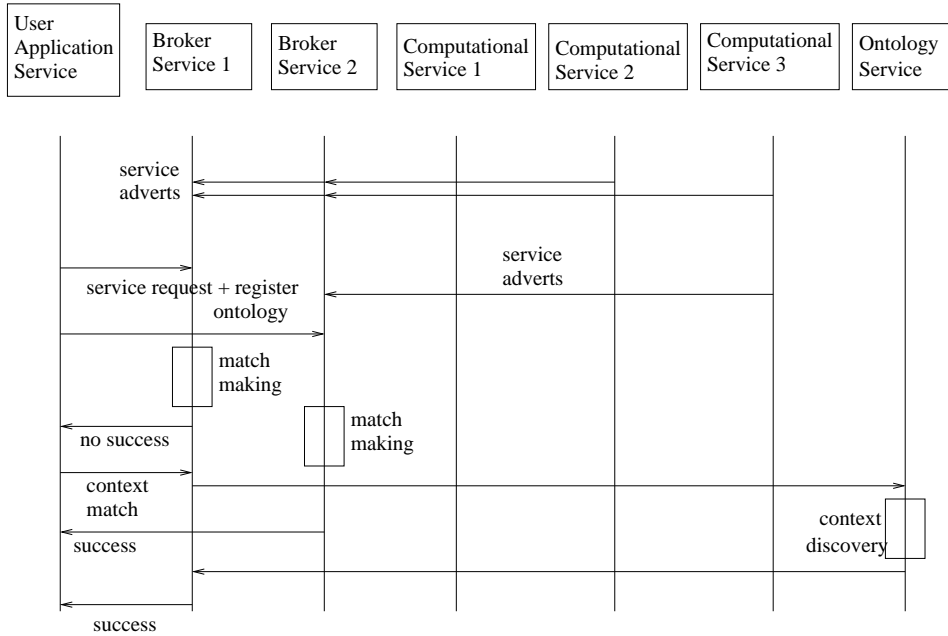 User
Application
Service
Broker
Service 1
Broker
Service 2
Computational
Service 1
Computational
Service 2
Computational
Service 3
Ontology
Service
service
adverts
service
adverts
service request + register
ontology
match
making
match
making
no success
context
match
context
discovery
success
success